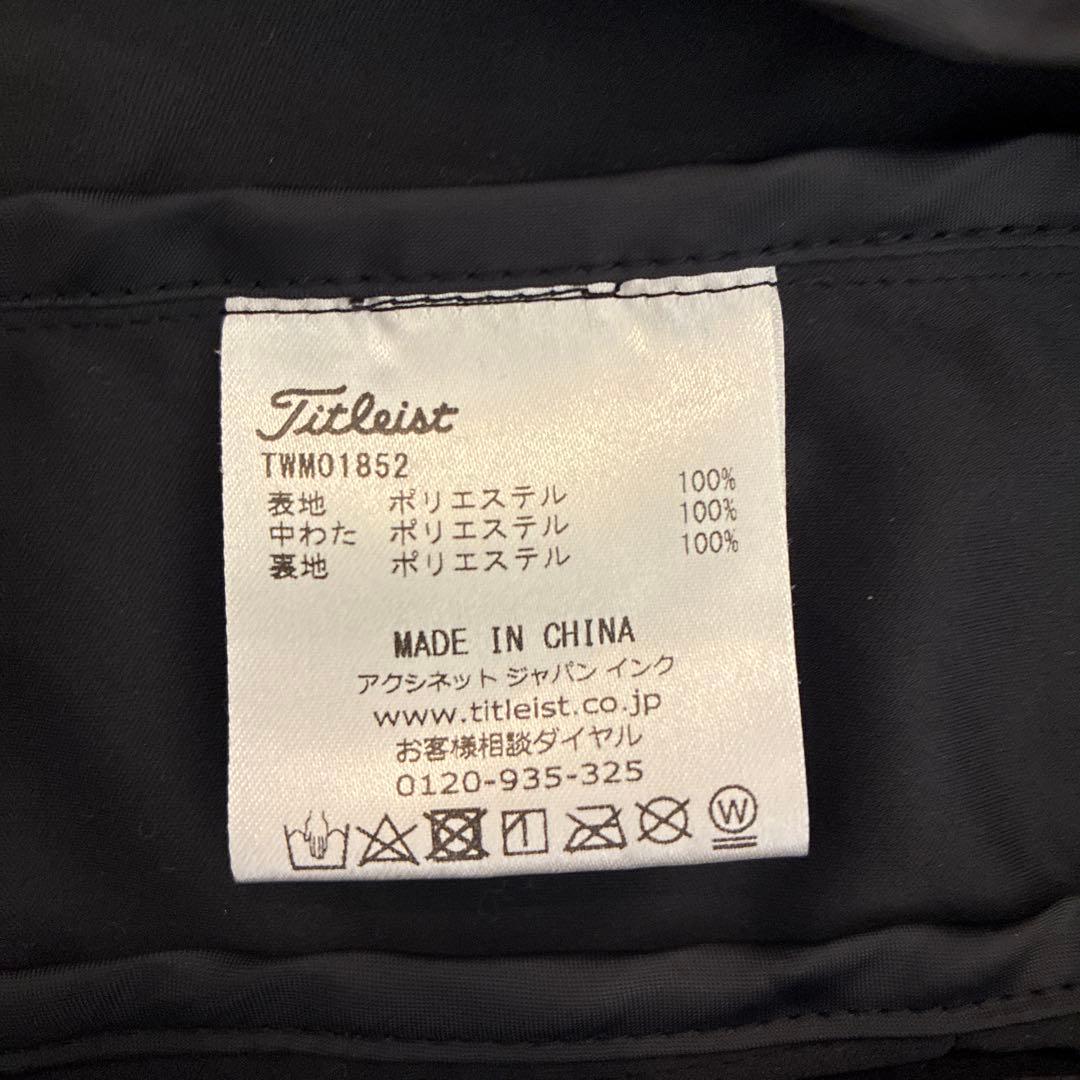 Titleist
TWM01852
表地 ポリエステル 100%
中わた ポリエステル 100%
裏地 ポリエステル 100%
MADE IN CHINA
アクシネット ジャパン インク
www.titleist.co.jp
お客様相談ダイヤル
0120-935-325
W